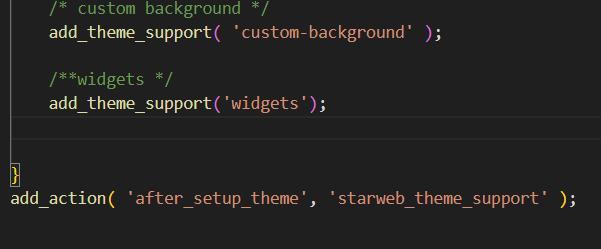 /* custom background */
add_theme_support( 'custom-background' );
/**widgets */
add_theme_support('widgets');
}
add_action( 'after_setup_theme', 'starweb_theme_support' );